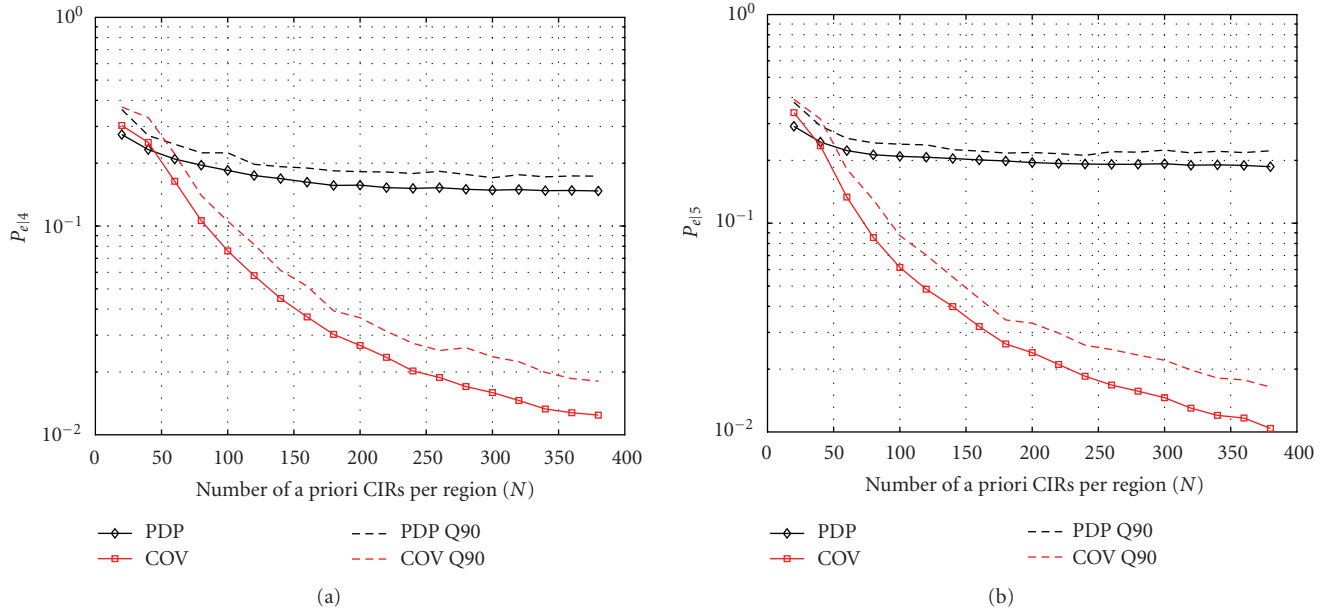 10^0
10^-1
10^-2
P_e|4
0 50 100 150 200 250 300 350 400
Number of a priori CIRs per region (N)
PDP
COV
PDP Q90
COV Q90
(a)
10^0
10^-1
10^-2
P_e|5
0 50 100 150 200 250 300 350 400
Number of a priori CIRs per region (N)
PDP
COV
PDP Q90
COV Q90
(b)